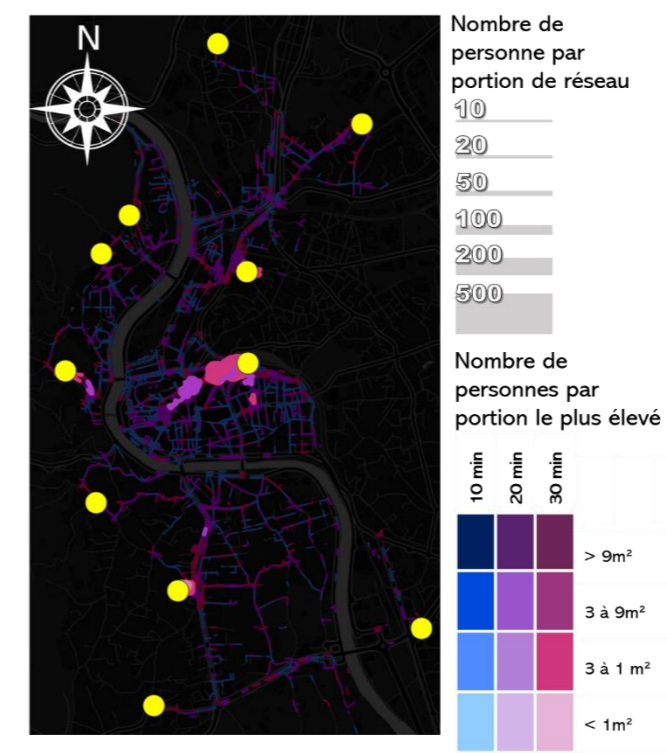 N
Nombre de
personne par
portion de réseau
10
20
50
100
200
500
Nombre de
personnes par
portion le plus élevé
10 min
20 min
30 min
> 9m²
3 à 9m²
3 à 1 m²
< 1m²